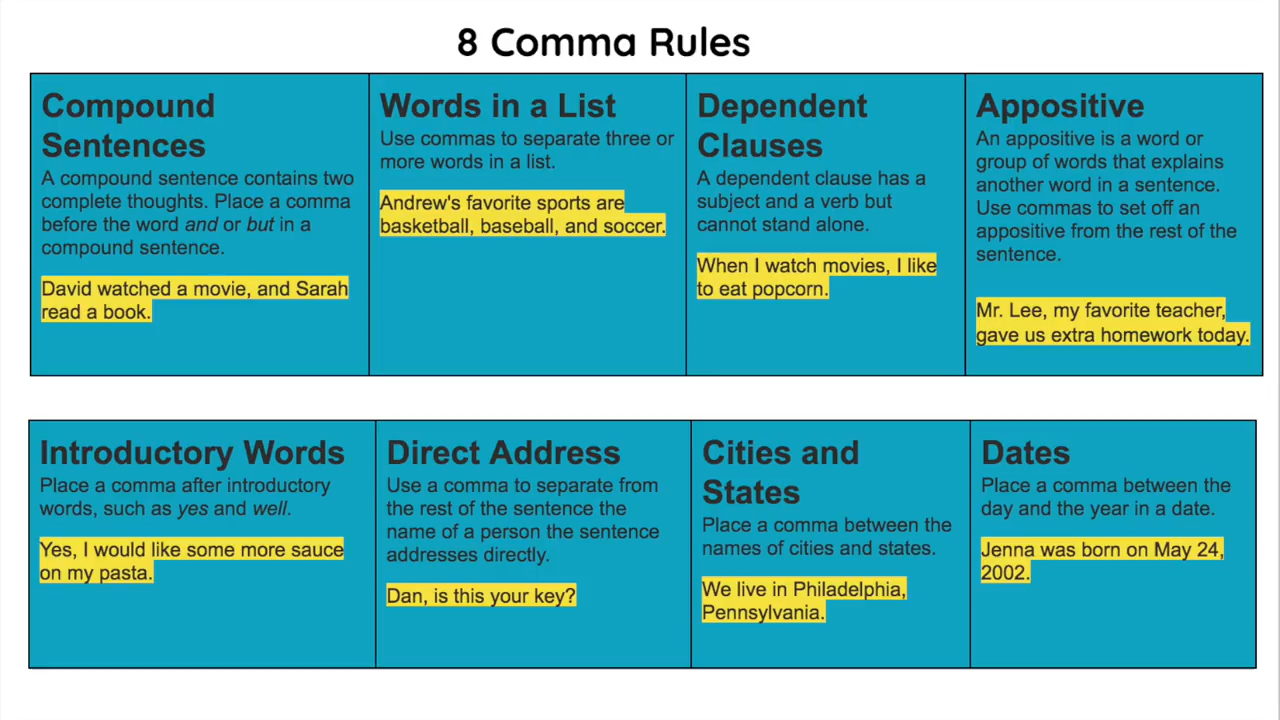 8 Comma Rules
Compound
Sentences
A compound sentence contains two
complete thoughts. Place a comma
before the word and or but in a
compound sentence.
David watched a movie, and Sarah
read a book.
Words in a List
Use commas to separate three or
more words in a list.
Andrew's favorite sports are
basketball, baseball, and soccer.
Dependent
Clauses
A dependent clause has a
subject and a verb but
cannot stand alone.
When I watch movies, I like
to eat popcorn.
Appositive
An appositive is a word or
group of words that explains
another word in a sentence.
Use commas to set off an
appositive from the rest of the
sentence.
Mr. Lee, my favorite teacher,
gave us extra homework today.
Introductory Words
Place a comma after introductory
words, such as yes and well.
Yes, I would like some more sauce
on my pasta.
Direct Address
Use a comma to separate from
the rest of the sentence the
name of a person the sentence
addresses directly.
Dan, is this your key?
Cities and
States
Place a comma between the
names of cities and states.
We live in Philadelphia,
Pennsylvania.
Dates
Place a comma between the
day and the year in a date.
Jenna was born on May 24,
2002.